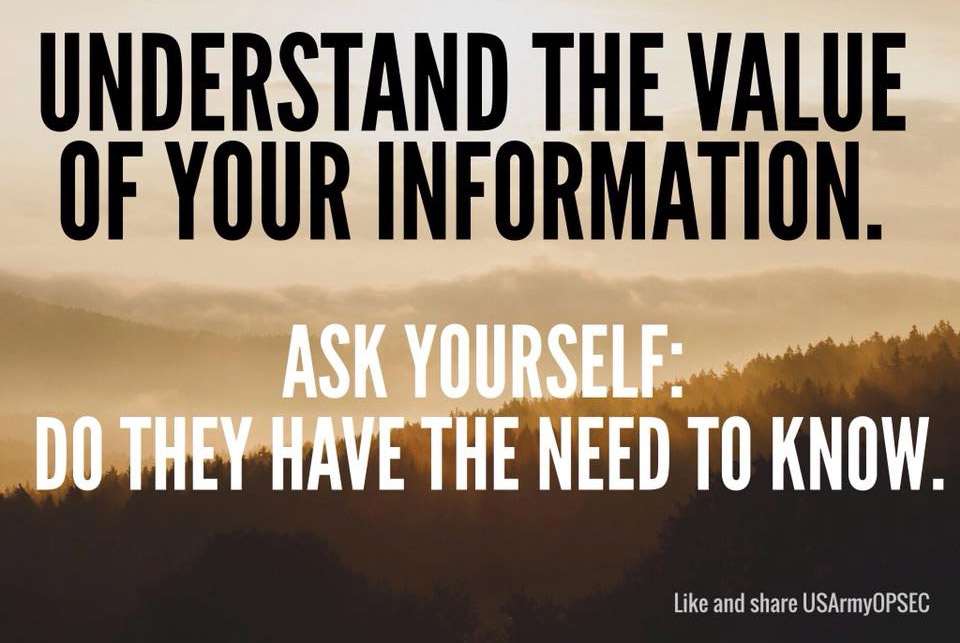 UNDERSTAND THE VALUE
OF YOUR INFORMATION.
ASK YOURSELF:
DO THEY HAVE THE NEED TO KNOW.
Like and share USArmyOPSEC